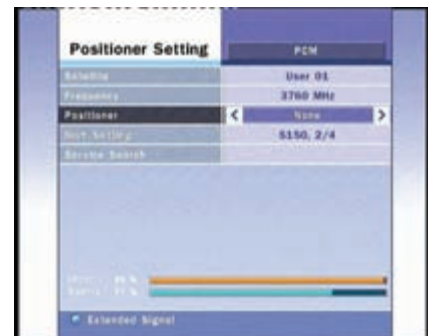 Positioner Setting
PCM
Satellite User 01
Frequency 3760 MHz
Positioner < None >
5150, 2/4
Service Search
Extended Signal